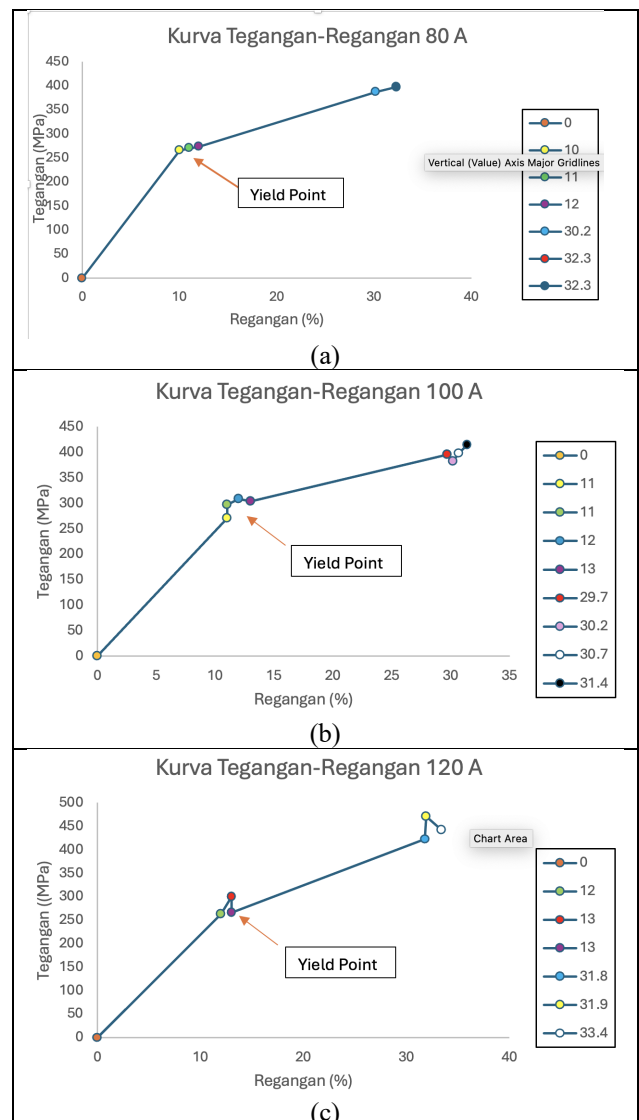 Kurva Tegangan-Regangan 80 A
450
400
350
300
250
200
150
100
50
0
Tegangan (MPa)
0 10 20 30 40
Regangan (%)
Yield Point
0
10
Vertical (Value) Axis Major Gridlines
11
12
30.2
32.3
32.3
(a)
Kurva Tegangan-Regangan 100 A
450
400
350
300
250
200
150
100
50
0
Tegangan (MPa)
0 5 10 15 20 25 30 35
Regangan (%)
Yield Point
0
11
11
12
13
29.7
30.2
30.7
31.4
(b)
Kurva Tegangan-Regangan 120 A
500
450
400
350
300
250
200
150
100
50
0
Tegangan ((MPa)
0 10 20 30 40
Regangan (%)
Yield Point
Chart Area
0
12
13
13
31.8
31.9
33.4
(c)